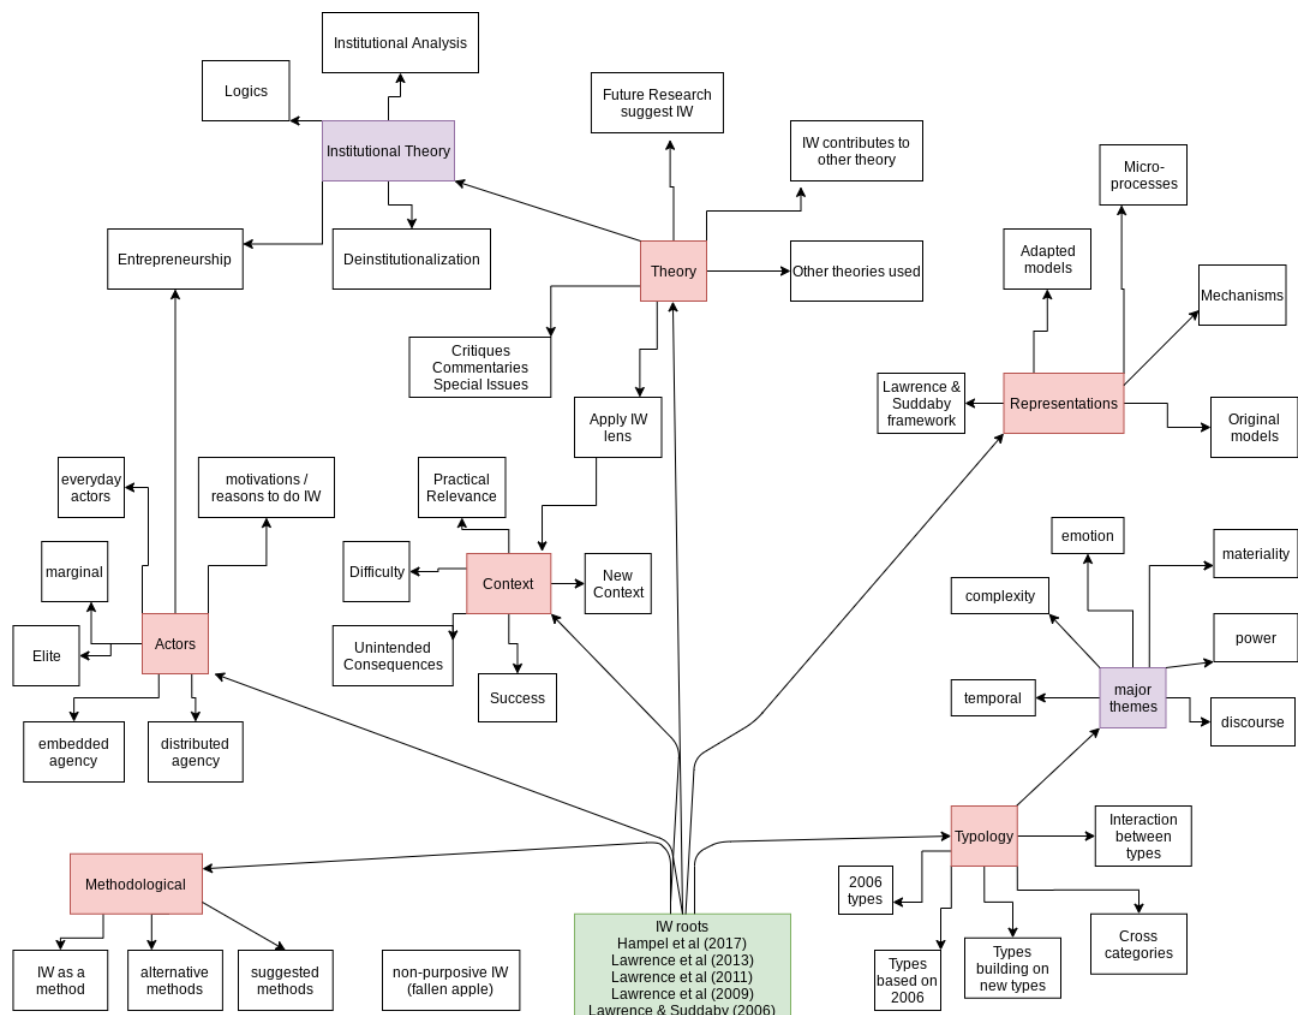 Institutional Analysis
Logics
Institutional Theory
Entrepreneurship
Deinstitutionalization
Future Research
suggest IW
IW contributes to
other theory
Theory
Other theories used
Critiques
Commentaries
Special Issues
Apply IW
lens
Micro-
processes
Adapted
models
Mechanisms
Lawrence &
Suddaby
framework
Representations
Original
models
everyday
actors
motivations /
reasons to do IW
marginal
Elite
Actors
embedded
agency
distributed
agency
Practical
Relevance
Difficulty
Context
New
Context
Unintended
Consequences
Success
emotion
materiality
complexity
power
temporal
major
themes
discourse
Typology
Interaction
between
types
2006
types
Types
based on
2006
Types
building on
new types
Cross
categories
Methodological
IW as a
method
alternative
methods
suggested
methods
non-purposive IW
(fallen apple)
IW roots
Hampel et al (2017)
Lawrence et al (2013)
Lawrence et al (2011)
Lawrence et al (2009)
Lawrence & Suddaby (2006)